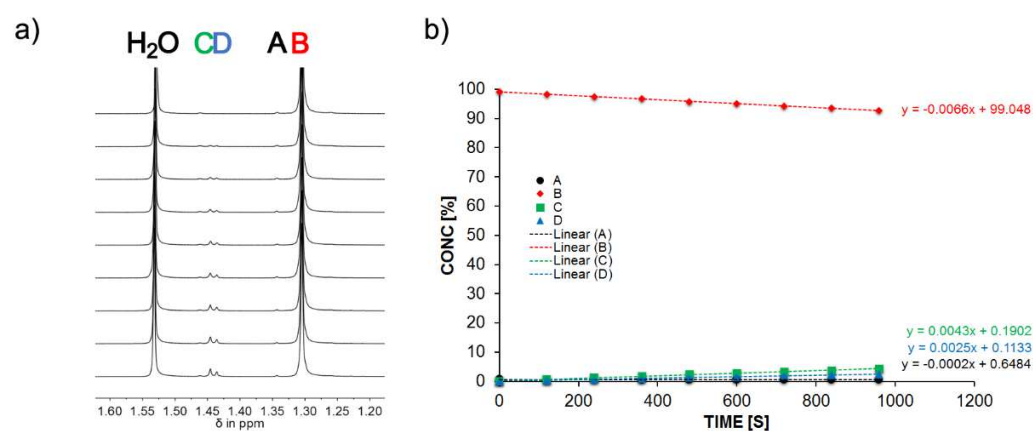 a)
H₂O CD A B
1.60 1.55 1.50 1.45 1.40 1.35 1.30 1.25 1.20
δ in ppm
b)
CONC [%]
100
90
80
70
60
50
40
30
20
10
0
0 200 400 600 800 1000 1200
TIME [S]
A
B
C
D
Linear (A)
Linear (B)
Linear (C)
Linear (D)
y = -0.0066x + 99.048
y = 0.0043x + 0.1902
y = 0.0025x + 0.1133
y = -0.0002x + 0.6484